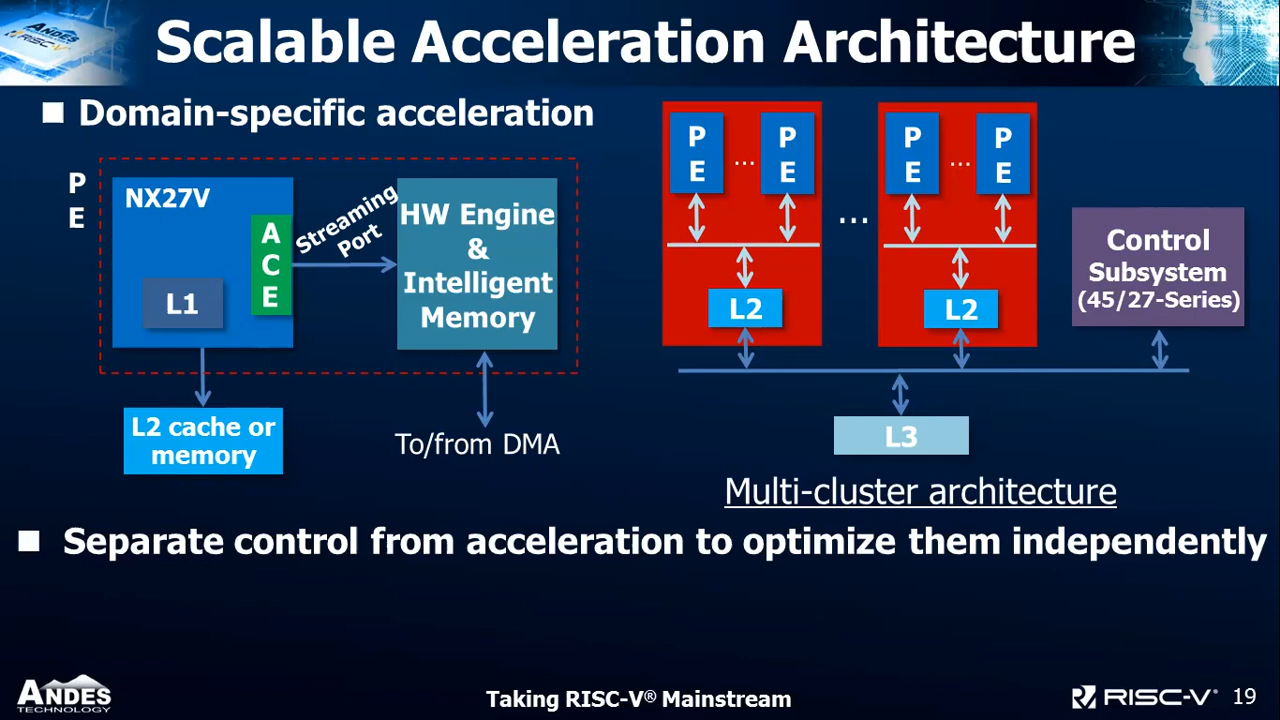 ANDES
RISC-V
Scalable Acceleration Architecture
■ Domain-specific acceleration
P
E
NX27V
A
C
E
L1
Streaming
Port
HW Engine
&
Intelligent
Memory
L2 cache or
memory
To/from DMA
P
E
...
P
E
L2
...
P
E
...
P
E
L2
Control
Subsystem
(45/27-Series)
L3
Multi-cluster architecture
■ Separate control from acceleration to optimize them independently
ANDES
TECHNOLOGY
Taking RISC-V® Mainstream
RISC-V®
19